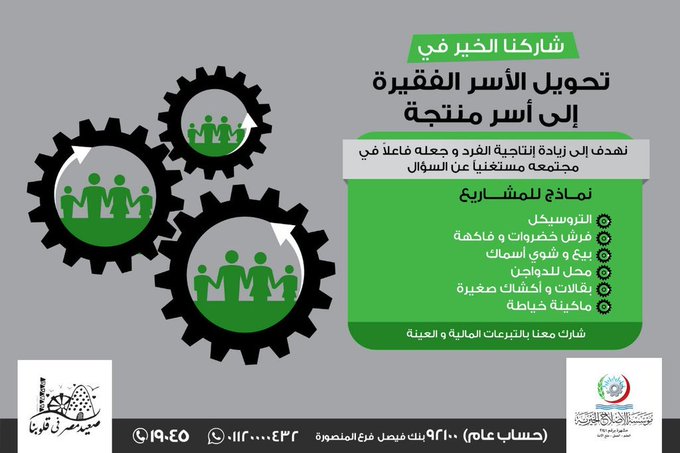 شاركنا الخير في
تحويل الأسر الفقيرة
إلى أسر منتجة
نهدف إلى زيادة إنتاجية الفرد و جعله فاعلاً في
مجتمعه مستغنياً عن السؤال
نماذج للمشاريع
التروسيكل
فرش خضروات و فاكهة
بيع و شوي أسماك
محل للدواجن
بقالات و أكشاك صغيرة
ماكينة خياطة
شارك معنا بالتبرعات المالية و العينة
صعيد مصر في قلوبنا
مؤسسة الإصلاح الخيرية
(حساب عام) ٩٢١٠٠ بنك فيصل فرع المنصورة
٠١١٢٠٠٠٠٤٣٢
١٩٠٤٥